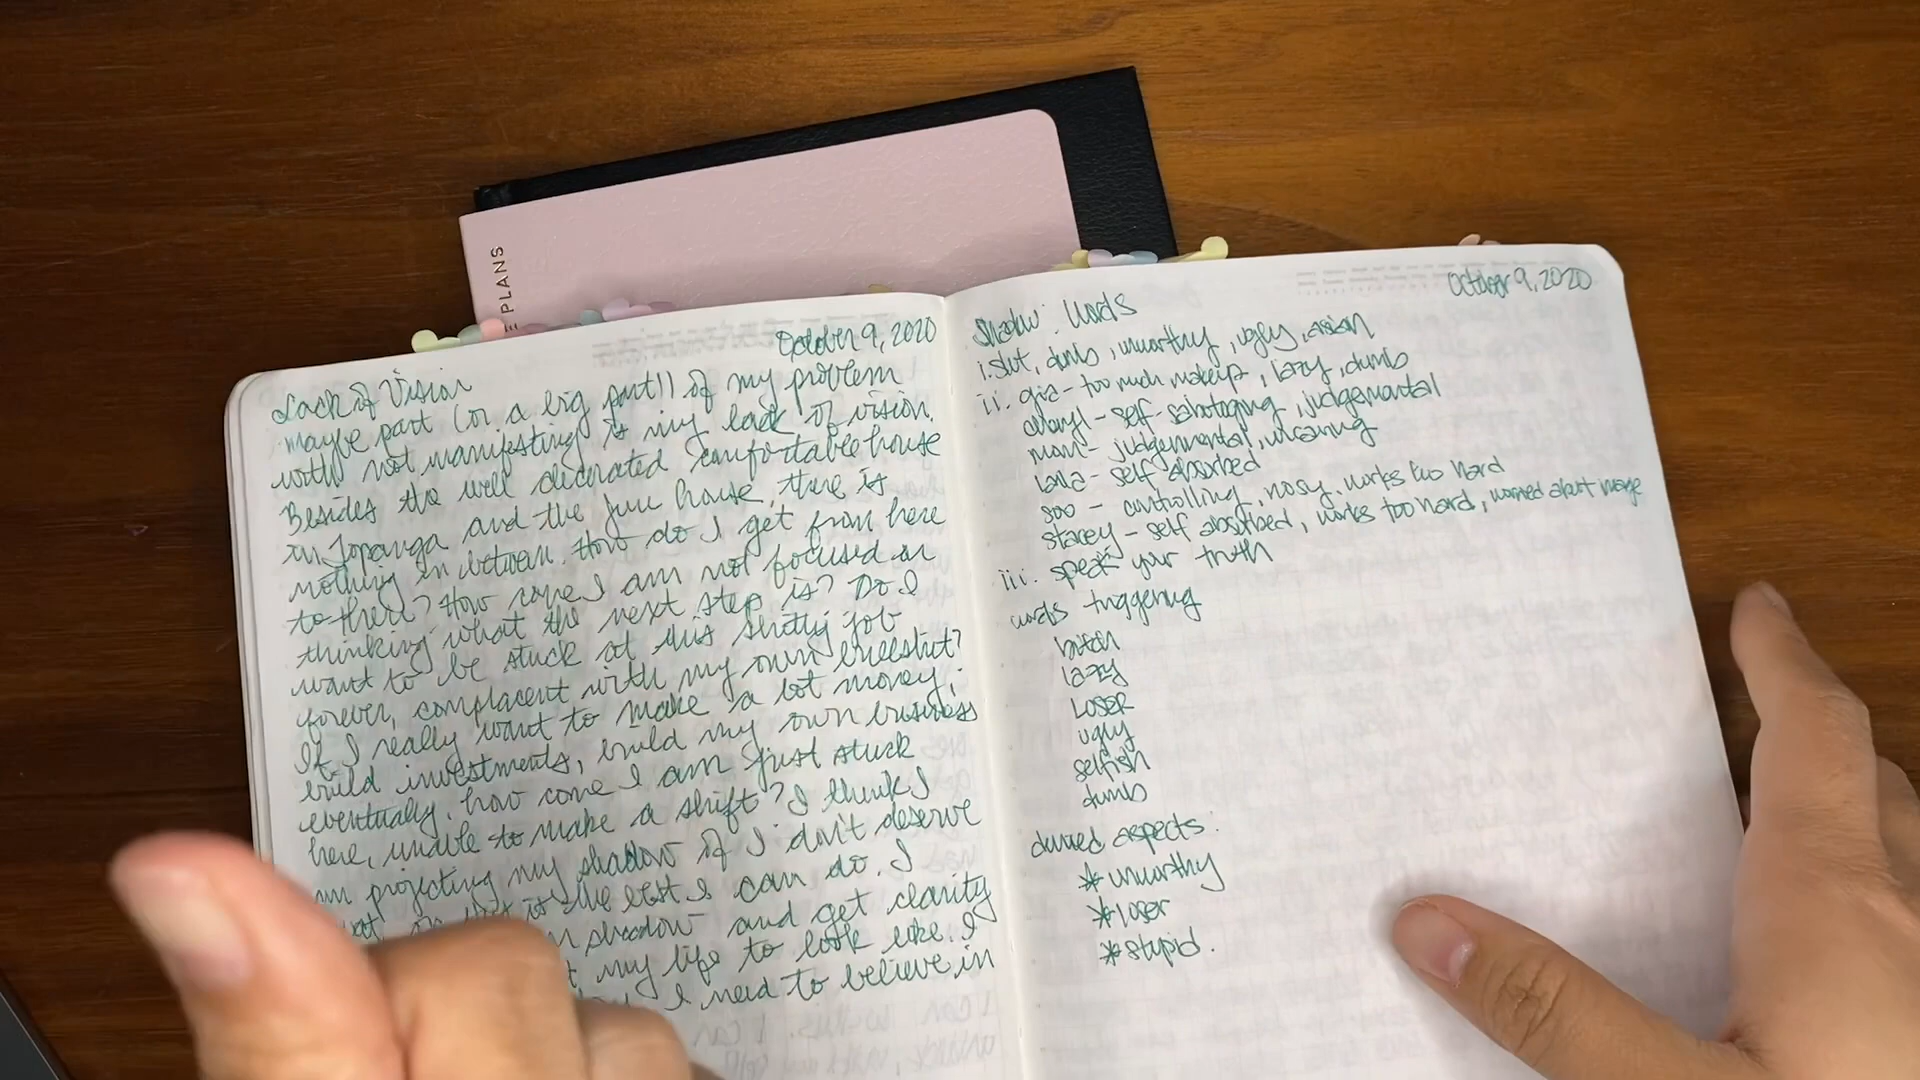 E PLANS
October 9, 2020
Lack of Vision
maybe part (or a big part!) of my problem
with not manifesting is my lack of vision.
Besides the well decorated comfortable house
in Topanga and the fun house, there is
nothing in between. How do I get from here
to there? How come I am not focused on
thinking what the next step is? Do I
want to be stuck at this shitty job
forever, complacent with my own bullshit?
If I really want to make a lot money,
build investments, build my own business
eventually, how come I am just stuck
here, unable to make a shift? I think I
am projecting my shadow of I don't deserve
is the best I can do. I
shadow and get clarity
my life to look like. I
I need to believe in
October 9, 2020
Shadow: Words
i. slut, dumb, unworthy, ugly, asian
ii. gia - too much makeup, lazy, dumb
cheryl - self-sabotaging, judgemental
mom - judgemental, uncaring
lana - self absorbed
soo - controlling, nosy, works too hard
stacey - self absorbed, works too hard, worried about image
iii. speak your truth
words triggering
bitch
lazy
LOSER
ugly
selfish
dumb
aspects:
* unworthy
* loser
* stupid.